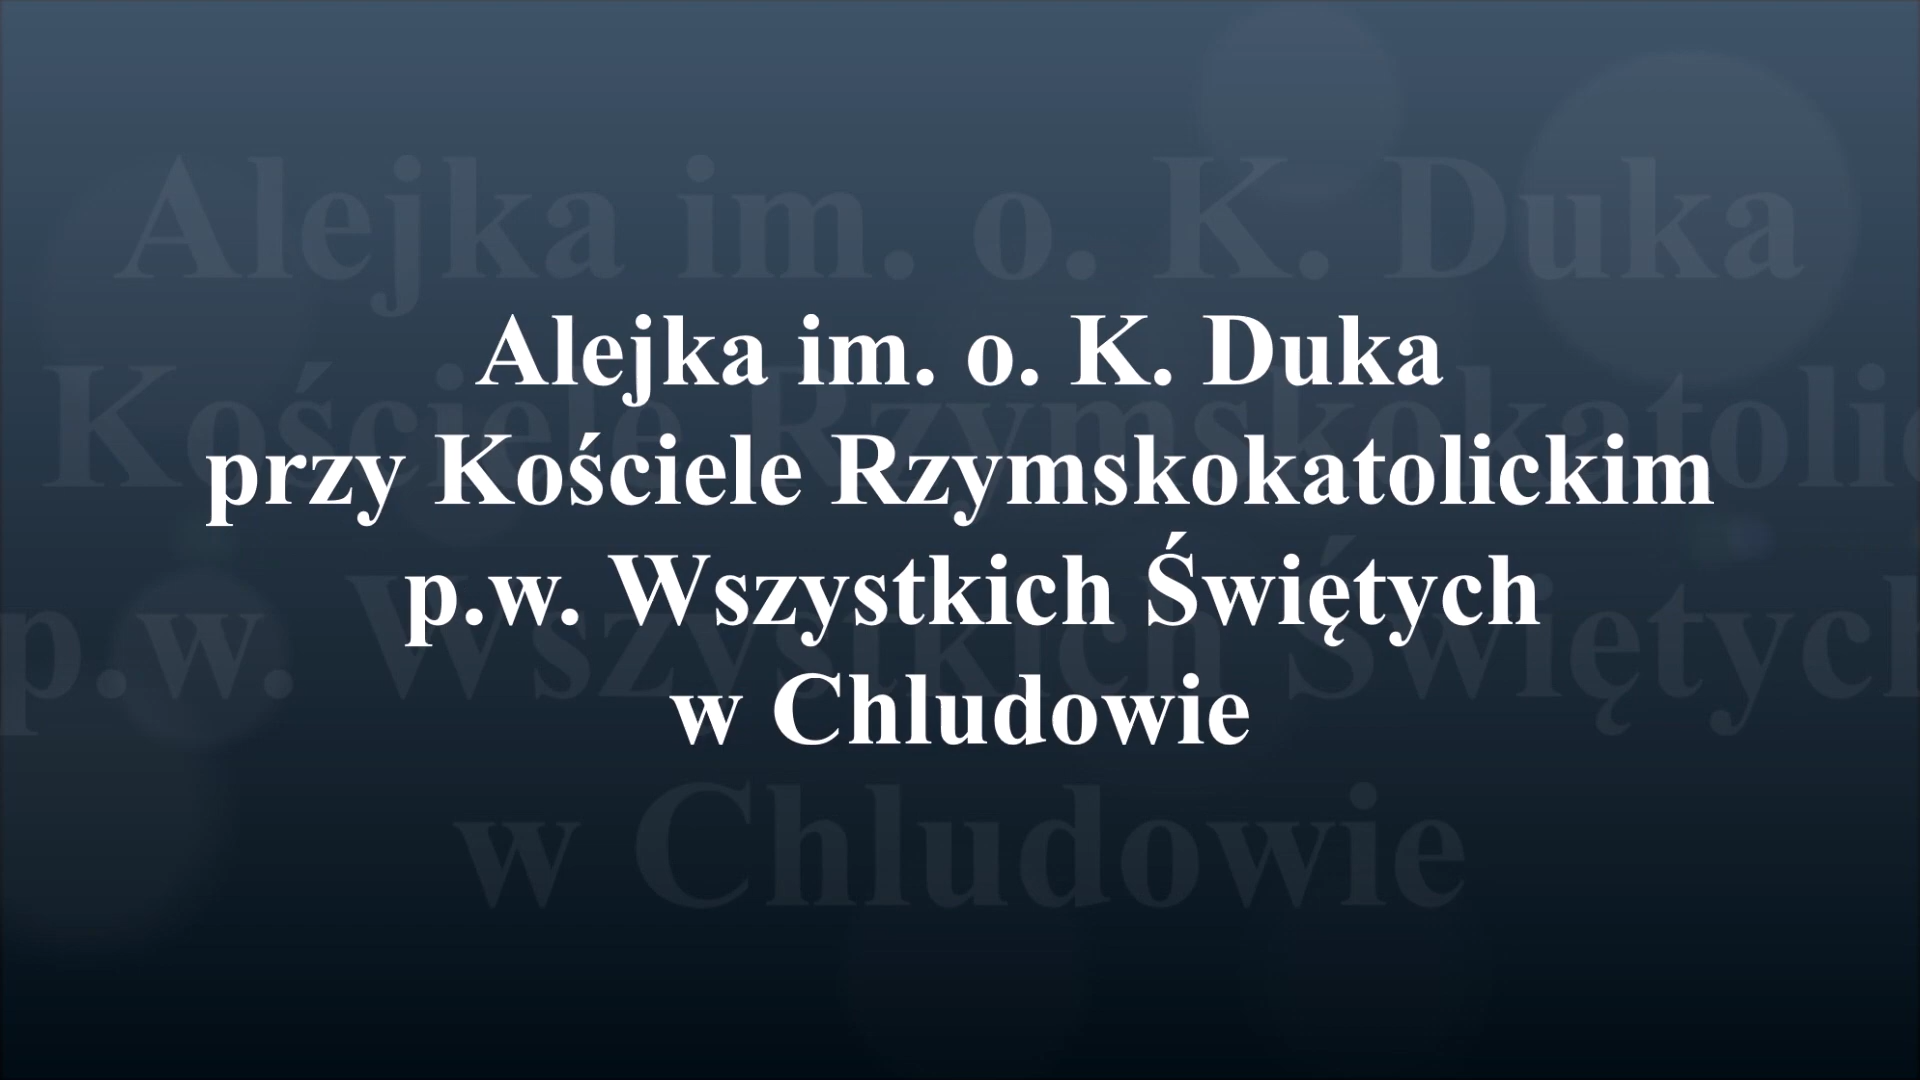 Alejka im. o. K. Duka
przy Kościele Rzymskokatolickim
p.w. Wszystkich Świętych
w Chludowie